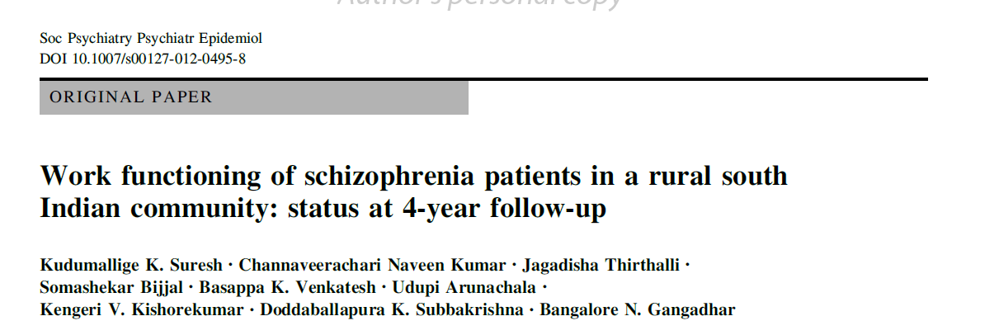 Author's personal copy
Soc Psychiatry Psychiatr Epidemiol
DOI 10.1007/s00127-012-0495-8
ORIGINAL PAPER
Work functioning of schizophrenia patients in a rural south
Indian community: status at 4-year follow-up
Kudumallige K. Suresh · Channaveerachari Naveen Kumar · Jagadisha Thirthalli ·
Somashekar Bijjal · Basappa K. Venkatesh · Udupi Arunachala ·
Kengeri V. Kishorekumar · Doddaballapura K. Subbakrishna · Bangalore N. Gangadhar